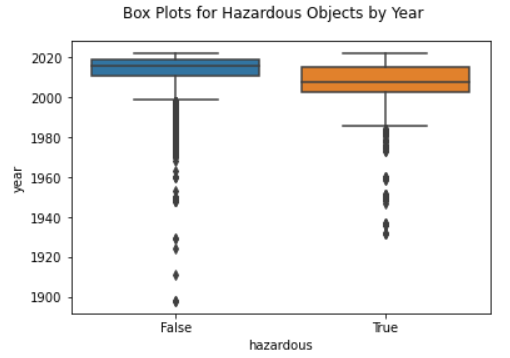 Box Plots for Hazardous Objects by Year
2020
2000
1980
1960
1940
1920
1900
year
False
True
hazardous